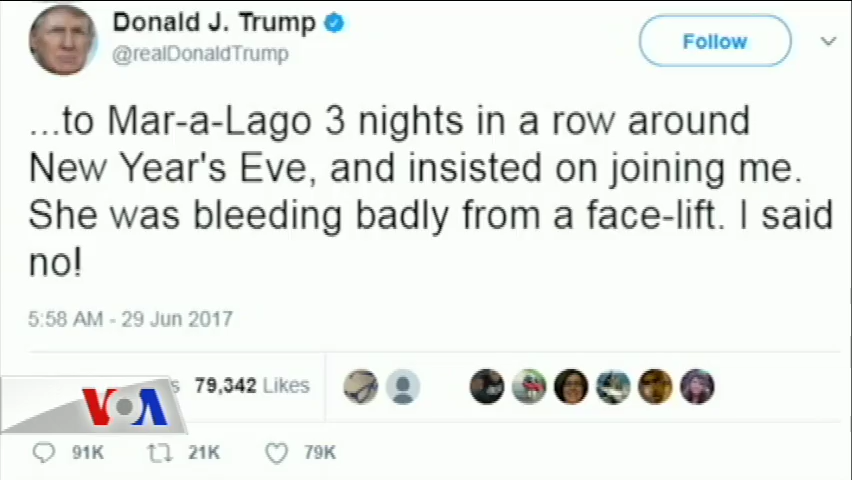 Donald J. Trump
@realDonaldTrump
Follow
...to Mar-a-Lago 3 nights in a row around
New Year's Eve, and insisted on joining me.
She was bleeding badly from a face-lift. I said
no!
5:58 AM - 29 Jun 2017
79,342 Likes
VOA
91K 21K 79K